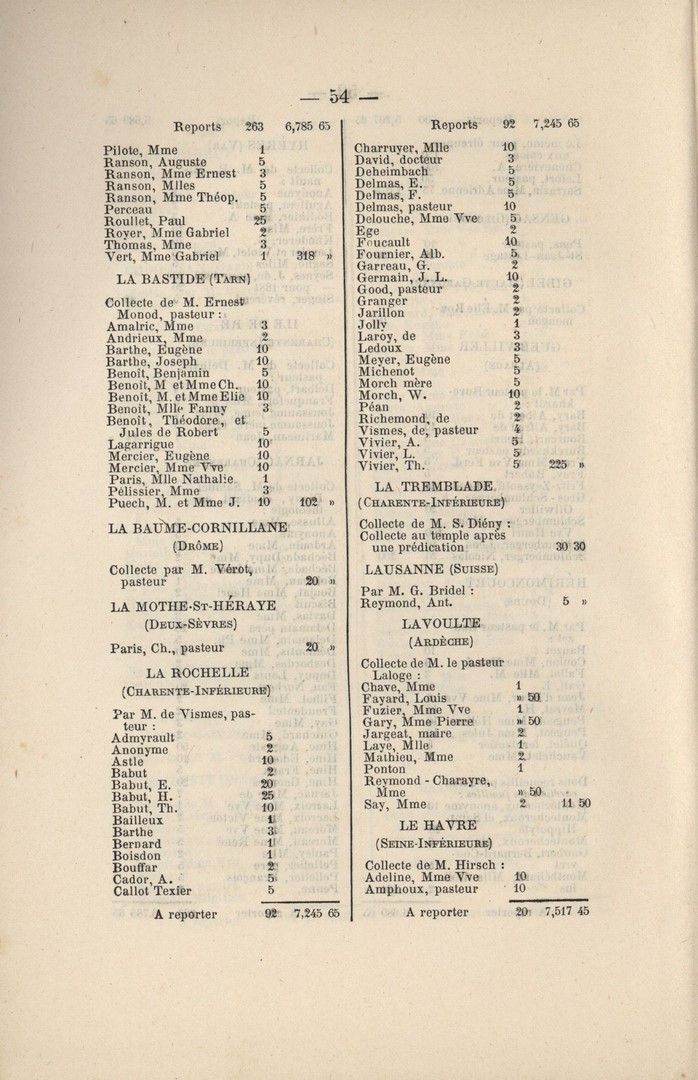 — 54 —
Reports 263 6,785 65
Pilote, Mme 1
Ranson, Auguste 5
Ranson, Mme Ernest 3
Ranson, Mlles 5
Ranson, Mme Théop. 5
Perceau 5
Roullet, Paul 25
Royer, Mme Gabriel 2
Thomas, Mme 3
Vert, Mme Gabriel 1 318 »
LA BASTIDE (Tarn)
Collecte de M. Ernest
Monod, pasteur :
Amalric, Mme 3
Andrieux, Mme 2
Barthe, Eugène 10
Barthe, Joseph 10
Benoît, Benjamin 5
Benoit, M et Mme Ch. 10
Benoît, M. et Mme Elie 10
Benoît, Mlle Fanny 3
Benoît, Théodore, et
Jules de Robert 5
Lagarrigue 10
Mercier, Eugène 10
Mercier, Mme Vve 10
Paris, Mlle Nathalie 1
Pélissier, Mme 3
Puech, M. et Mme J. 10 102 »
LA BAUME-CORNILLANE
(Drôme)
Collecte par M. Vérot,
pasteur 20 »
LA MOTHE-St-HÉRAYE
(Deux-Sèvres)
Paris, Ch., pasteur 20 »
LA ROCHELLE
(Charente-Inférieure)
Par M. de Vismes, pas-
teur :
Admyrault 5
Anonyme 2
Astle 10
Babut 2
Babut, E. 20
Babut, H. 25
Babut, Th. 10
Bailleux 1
Barthe 3
Bernard 1
Boisdon 1
Bouffar 2
Cador, A. 5
Callot Texier 5
A reporter 92 7,245 65
Reports 92 7,245 65
Charruyer, Mlle 10
David, docteur 3
Deheimbach 5
Delmas, E. 5
Delmas, F. 5
Delmas, pasteur 10
Delouche, Mme Vve 5
Ege 2
Foucault 10
Fournier, Alb. 5
Garreau, G. 2
Germain, J. L. 10
Good, pasteur 2
Granger 2
Jarillon 2
Jolly 1
Laroy, de 3
Ledoux 3
Meyer, Eugène 5
Michenot 5
Morch mère 5
Morch, W. 10
Péan 2
Richemond, de 2
Vismes, de, pasteur 4
Vivier, A. 5
Vivier, L. 5
Vivier, Th. 5 225 »
LA TREMBLADE
(Charente-Inférieure)
Collecte de M. S. Diény :
Collecte au temple après
une prédication 30 30
LAUSANNE (Suisse)
Par M. G. Bridel :
Reymond, Ant. 5 »
LAVOULTE
(Ardèche)
Collecte de M. le pasteur
Laloge :
Chave, Mme 1
Fayard, Louis » 50
Fuzier, Mme Vve 1
Gary, Mme Pierre » 50
Jargeat, maire 2
Laye, Mlle 1
Mathieu, Mme 2
Ponton 1
Reymond - Charayre,
Mme » 50
Say, Mme 2 11 50
LE HAVRE
(Seine-Inférieure)
Collecte de M. Hirsch :
Adeline, Mme Vve 10
Amphoux, pasteur 10
A reporter 20 7,517 45